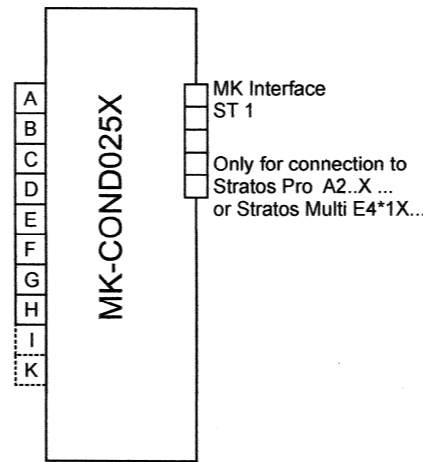 A
B
C
D
E
F
G
H
I
K
MK-COND025X
MK Interface
ST 1
Only for connection to
Stratos Pro A2..X ...
or Stratos Multi E4*1X...